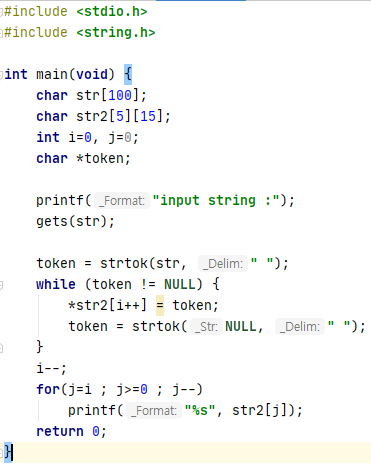 #include <stdio.h>
#include <string.h>

int main(void) {
    char str[100];
    char str2[5][15];
    int i=0, j=0;
    char *token;

    printf( _Format: "input string :");
    gets(str);

    token = strtok(str, _Delim: " ");
    while (token != NULL) {
        *str2[i++] = token;
        token = strtok( _Str: NULL, _Delim: " ");
    }
    i--;
    for(j=i ; j>=0 ; j--)
        printf( _Format: "%s", str2[j]);
    return 0;
}